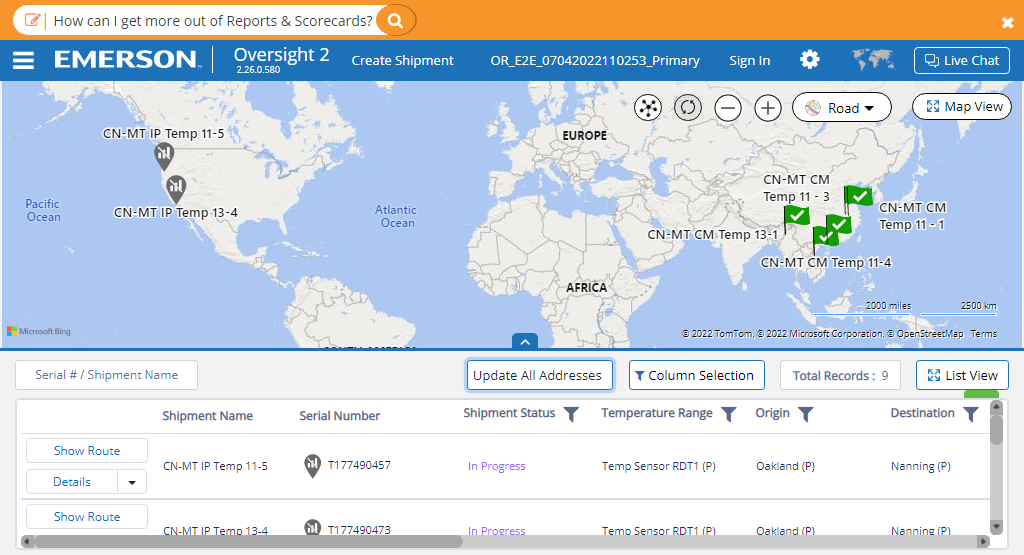 How can I get more out of Reports & Scorecards?
EMERSON.
Oversight 2
2.26.0.580
Create Shipment
OR_E2E_07042022110253_Primary
Sign In
Live Chat
Road
Map View
CN-MT IP Temp 11-5
CN-MT IP Temp 13-4
Pacific
Ocean
Atlantic
Ocean
EUROPE
AFRICA
SOUTH AMERICA
CN-MT CM
Temp 11 - 3
CN-MT CM
Temp 11 - 1
CN-MT CM Temp 13-1
CN-MT CM Temp 11-4
2000 miles
2500 km
Microsoft Bing
© 2022 TomTom, © 2022 Microsoft Corporation, © OpenStreetMap Terms
Serial # / Shipment Name
Update All Addresses
Column Selection
Total Records : 9
List View
Shipment Name
Serial Number
Shipment Status
Temperature Range
Origin
Destination
Show Route
Details
CN-MT IP Temp 11-5
T177490457
In Progress
Temp Sensor RDT1 (P)
Oakland (P)
Nanning (P)
Show Route
CN-MT IP Temp 13-4
T177490473
In Progress
Temp Sensor RDT1 (P)
Oakland (P)
Nanning (P)